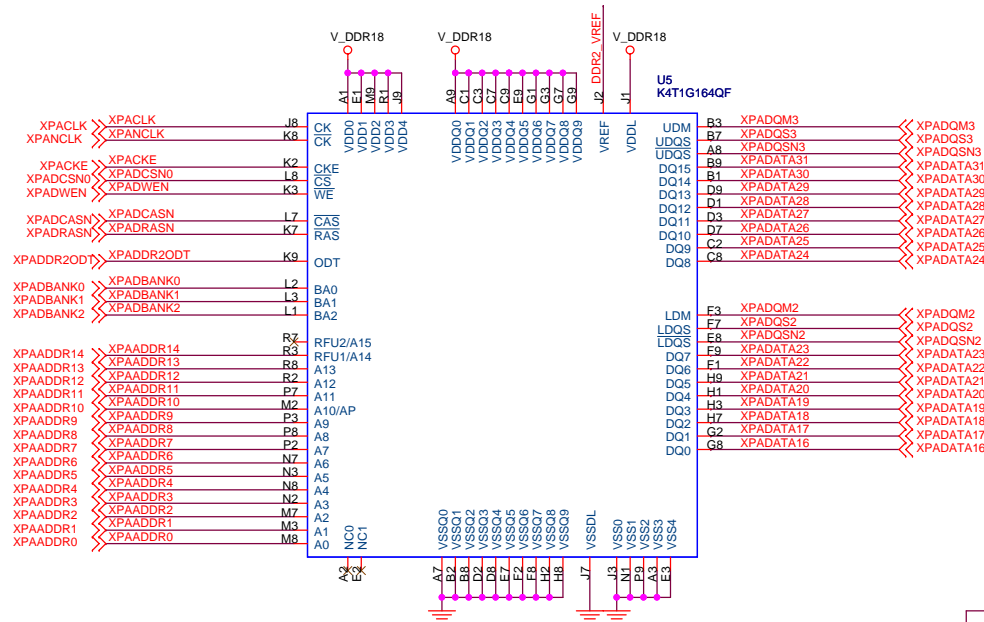 V_DDR18
V_DDR18
DDR2_VREF
V_DDR18
U5
K4T1G164QF
A1 E1 M9 R1 J9
A9 C1 C3 C7 C9 E9 G1 G3 G7 G9
J2
J1
VDD0 VDD1 VDD2 VDD3 VDD4
VDDQ0 VDDQ1 VDDQ2 VDDQ3 VDDQ4 VDDQ5 VDDQ6 VDDQ7 VDDQ8 VDDQ9
VREF
VDDL
XPACLK XPACLK J8 CK
XPANCLK XPANCLK K8 CK
XPACKE XPACKE K2 CKE
XPADCSN0 XPADCSN0 L8 CS
XPADWEN XPADWEN K3 WE
XPADCASN XPADCASN L7 CAS
XPADRASN XPADRASN K7 RAS
XPADDR2ODT XPADDR2ODT K9 ODT
XPADBANK0 XPADBANK0 L2 BA0
XPADBANK1 XPADBANK1 L3 BA1
XPADBANK2 XPADBANK2 L1 BA2
R7 RFU2/A15
XPAADDR14 XPAADDR14 R3 RFU1/A14
XPAADDR13 XPAADDR13 R8 A13
XPAADDR12 XPAADDR12 R2 A12
XPAADDR11 XPAADDR11 P7 A11
XPAADDR10 XPAADDR10 M2 A10/AP
XPAADDR9 XPAADDR9 P3 A9
XPAADDR8 XPAADDR8 P8 A8
XPAADDR7 XPAADDR7 P2 A7
XPAADDR6 XPAADDR6 N7 A6
XPAADDR5 XPAADDR5 N3 A5
XPAADDR4 XPAADDR4 N8 A4
XPAADDR3 XPAADDR3 N2 A3
XPAADDR2 XPAADDR2 M7 A2
XPAADDR1 XPAADDR1 M3 A1
XPAADDR0 XPAADDR0 M8 A0
UDM B3 XPADQM3 XPADQM3
UDQS B7 XPADQS3 XPADQS3
UDQS A8 XPADQSN3 XPADQSN3
DQ15 B9 XPADATA31 XPADATA31
DQ14 B1 XPADATA30 XPADATA30
DQ13 D9 XPADATA29 XPADATA29
DQ12 D1 XPADATA28 XPADATA28
DQ11 D3 XPADATA27 XPADATA27
DQ10 D7 XPADATA26 XPADATA26
DQ9 C2 XPADATA25 XPADATA25
DQ8 C8 XPADATA24 XPADATA24
LDM F3 XPADQM2 XPADQM2
LDQS F7 XPADQS2 XPADQS2
LDQS E8 XPADQSN2 XPADQSN2
DQ7 F9 XPADATA23 XPADATA23
DQ6 F1 XPADATA22 XPADATA22
DQ5 H9 XPADATA21 XPADATA21
DQ4 H1 XPADATA20 XPADATA20
DQ3 H3 XPADATA19 XPADATA19
DQ2 H7 XPADATA18 XPADATA18
DQ1 G2 XPADATA17 XPADATA17
DQ0 G8 XPADATA16 XPADATA16
NC0 NC1
VSSQ0 VSSQ1 VSSQ2 VSSQ3 VSSQ4 VSSQ5 VSSQ6 VSSQ7 VSSQ8 VSSQ9
VSSDL
VSS0 VSS1 VSS2 VSS3 VSS4
A2 E2
A7 B2 B8 D2 D8 E7 F2 F8 H2 H8
J7
J3 N1 P9 A3 E3